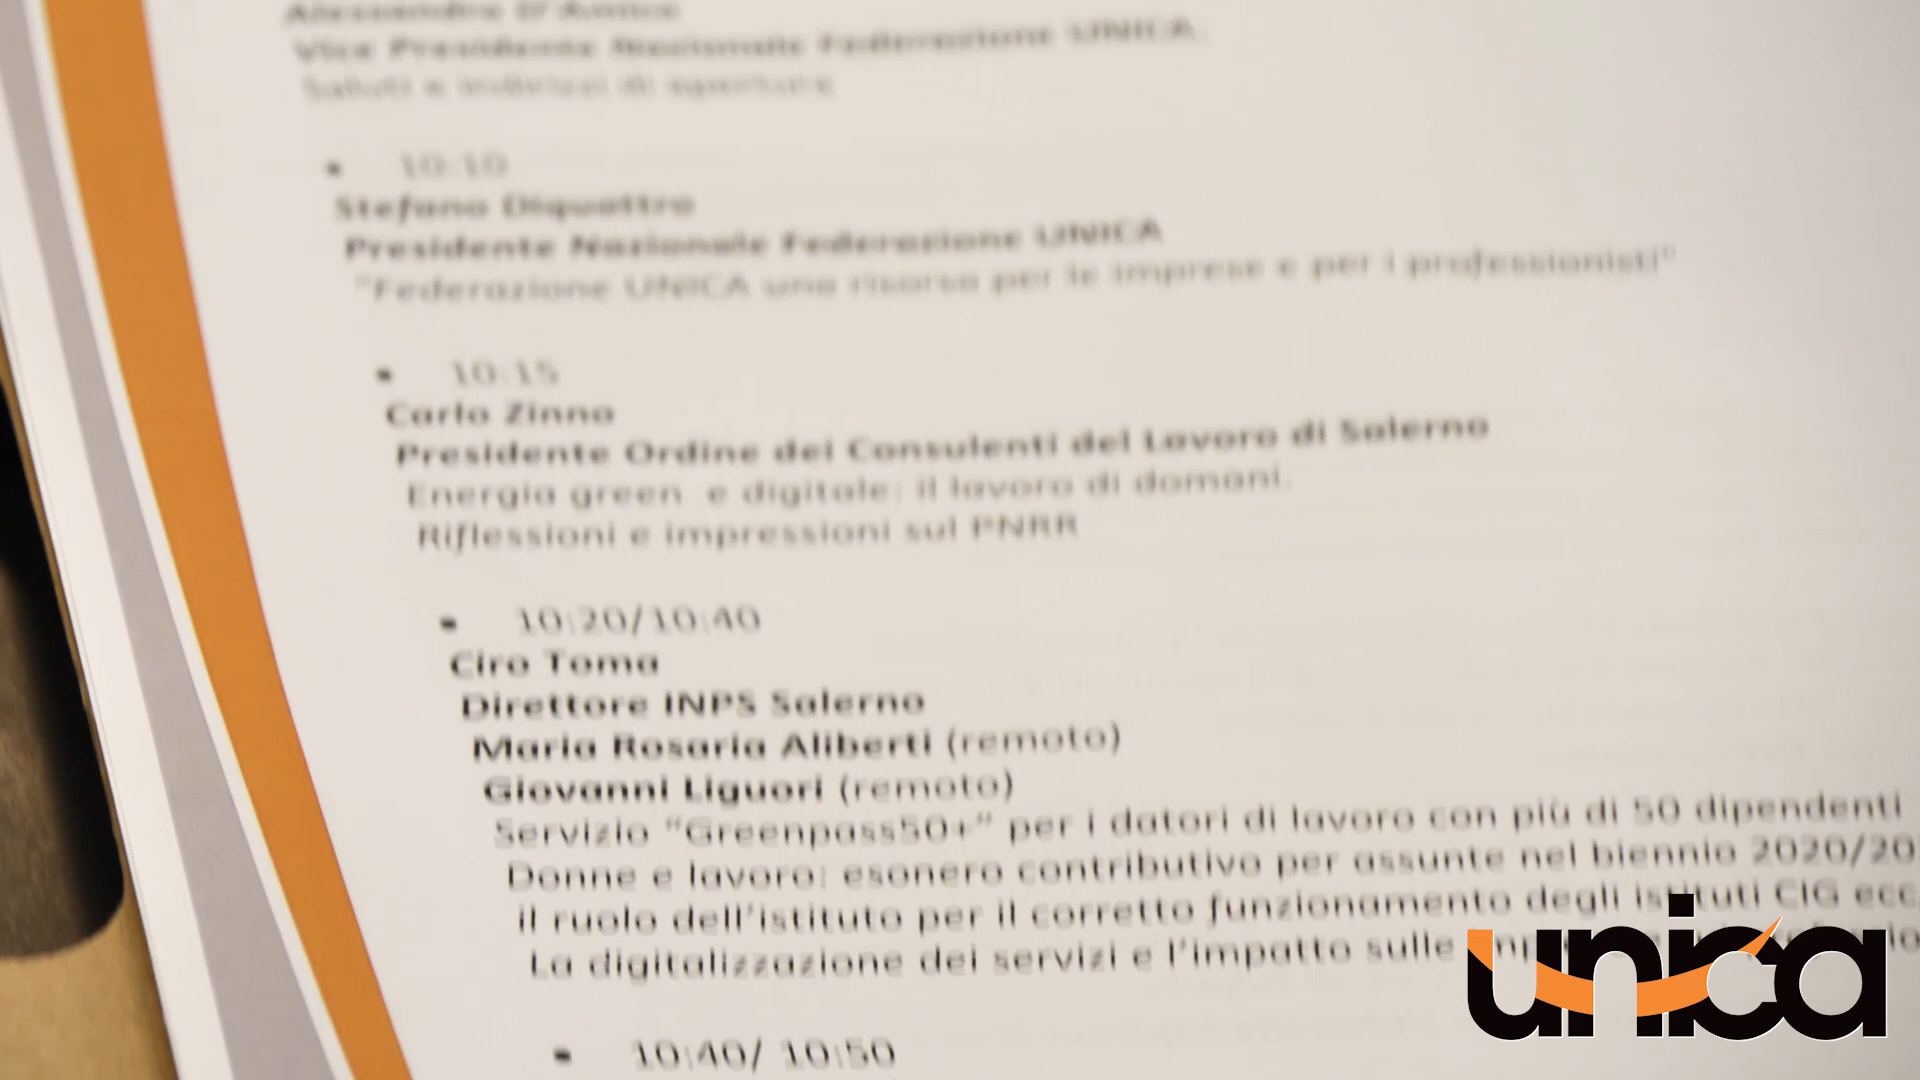 Alessandro D'Amico
Vice Presidente Nazionale Federazione UNICA.
Saluti e indirizzi di apertura
• 10:10
Stefano Diquattro
Presidente Nazionale Federazione UNICA
"Federazione UNICA una risorsa per le imprese e per i professionisti"
• 10:15
Carlo Zinno
Presidente Ordine dei Consulenti del Lavoro di Salerno
Energia green e digitale: il lavoro di domani.
Riflessioni e impressioni sul PNRR
• 10:20/10:40
Ciro Toma
Direttore INPS Salerno
Maria Rosaria Aliberti (remoto)
Giovanni Liguori (remoto)
Servizio “Greenpass50+” per i datori di lavoro con più di 50 dipendenti
Donne e lavoro: esonero contributivo per assunte nel biennio 2020/20
il ruolo dell’istituto per il corretto funzionamento degli istituti CIG ecc.
La digitalizzazione dei servizi e l’impatto sulle
• 10:40/ 10:50
unica